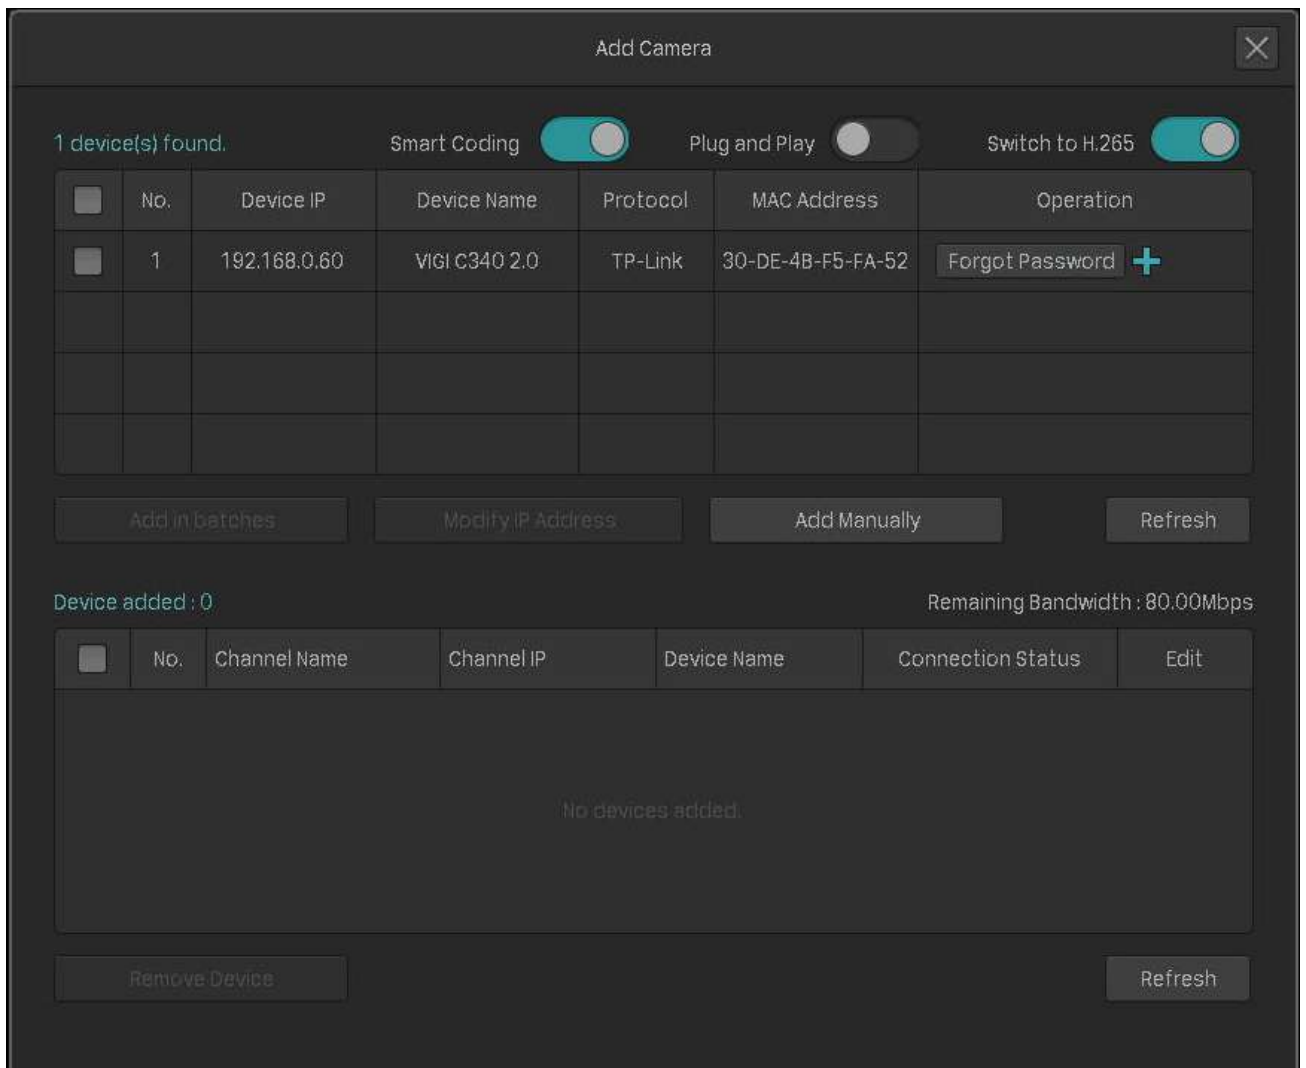 Add Camera
1 device(s) found. Smart Coding Plug and Play Switch to H.265
No. Device IP Device Name Protocol MAC Address Operation
1 192.168.0.60 VIGI C340 2.0 TP-Link 30-DE-4B-F5-FA-52 Forgot Password
Add in batches Modify IP Address Add Manually Refresh
Device added : 0 Remaining Bandwidth : 80.00Mbps
No. Channel Name Channel IP Device Name Connection Status Edit
No devices added.
Remove Device Refresh